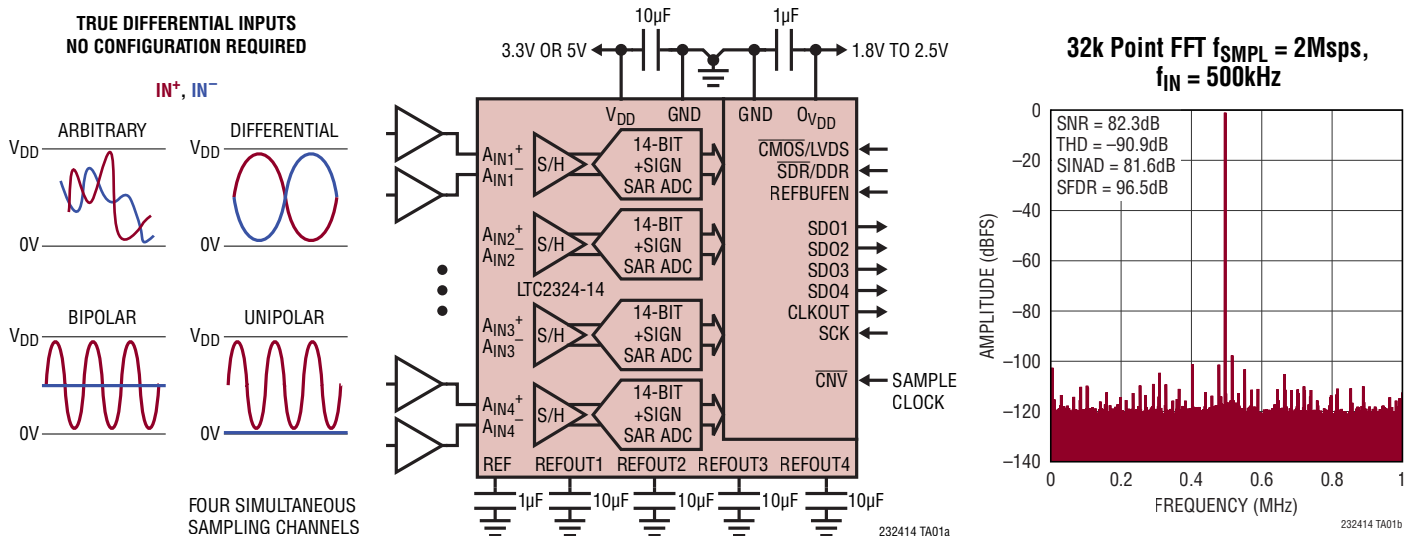 TRUE DIFFERENTIAL INPUTS
NO CONFIGURATION REQUIRED
IN+, IN−
ARBITRARY
VDD
0V
DIFFERENTIAL
VDD
0V
BIPOLAR
VDD
0V
UNIPOLAR
VDD
0V
FOUR SIMULTANEOUS
SAMPLING CHANNELS
10µF
1µF
3.3V OR 5V
1.8V TO 2.5V
VDD
GND
GND
OVDD
AIN1+
AIN1−
S/H
14-BIT
+SIGN
SAR ADC
AIN2+
AIN2−
S/H
14-BIT
+SIGN
SAR ADC
LTC2324-14
AIN3+
AIN3−
S/H
14-BIT
+SIGN
SAR ADC
AIN4+
AIN4−
S/H
14-BIT
+SIGN
SAR ADC
CMOS/LVDS
SDR/DDR
REFBUFEN
SDO1
SDO2
SDO3
SDO4
CLKOUT
SCK
CNV
SAMPLE
CLOCK
REF
REFOUT1
REFOUT2
REFOUT3
REFOUT4
1µF
10µF
10µF
10µF
10µF
232414 TA01a
32k Point FFT fSMPL = 2Msps,
fIN = 500kHz
SNR = 82.3dB
THD = –90.9dB
SINAD = 81.6dB
SFDR = 96.5dB
AMPLITUDE (dBFS)
0
–20
–40
–60
–80
–100
–120
–140
0
0.2
0.4
0.6
0.8
1
FREQUENCY (MHz)
232414 TA01b